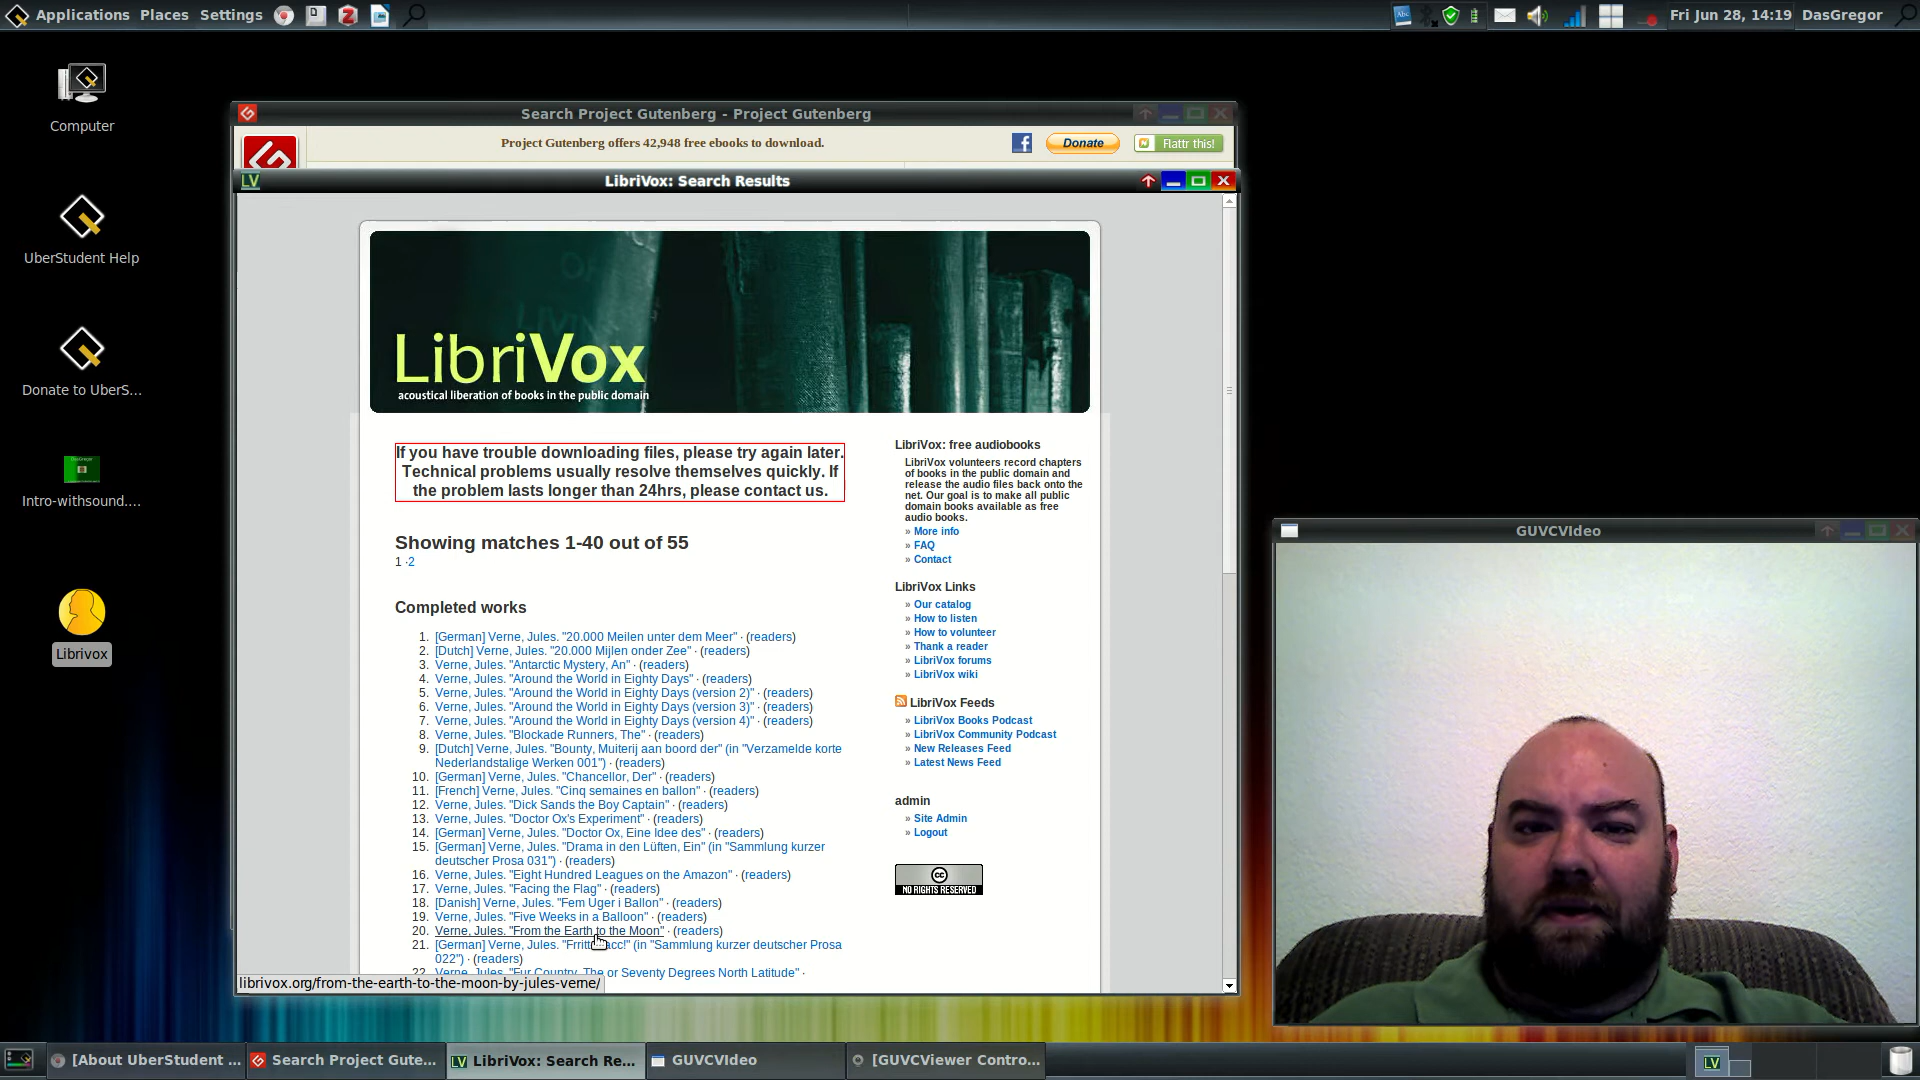 Applications Places Settings
Fri Jun 28, 14:19 DasGregor
Computer
UberStudent Help
Donate to UberS...
Intro-withsound....
Librivox
Search Project Gutenberg - Project Gutenberg
Project Gutenberg offers 42,948 free ebooks to download.
Donate
Flattr this!
LV
LibriVox: Search Results
LibriVox
acoustical liberation of books in the public domain
If you have trouble downloading files, please try again later.
Technical problems usually resolve themselves quickly. If
the problem lasts longer than 24hrs, please contact us.
Showing matches 1-40 out of 55
1 ·2
Completed works
1. [German] Verne, Jules. "20.000 Meilen unter dem Meer" · (readers)
2. [Dutch] Verne, Jules. "20.000 Mijlen onder Zee" · (readers)
3. Verne, Jules. "Antarctic Mystery, An" · (readers)
4. Verne, Jules. "Around the World in Eighty Days" · (readers)
5. Verne, Jules. "Around the World in Eighty Days (version 2)" · (readers)
6. Verne, Jules. "Around the World in Eighty Days (version 3)" · (readers)
7. Verne, Jules. "Around the World in Eighty Days (version 4)" · (readers)
8. Verne, Jules. "Blockade Runners, The" · (readers)
9. [Dutch] Verne, Jules. "Bounty, Muiterij aan boord der" (in "Verzamelde korte
Nederlandstalige Werken 001") · (readers)
10. [German] Verne, Jules. "Chancellor, Der" · (readers)
11. [French] Verne, Jules. "Cinq semaines en ballon" · (readers)
12. Verne, Jules. "Dick Sands the Boy Captain" · (readers)
13. Verne, Jules. "Doctor Ox's Experiment" · (readers)
14. [German] Verne, Jules. "Doctor Ox, Eine Idee des" · (readers)
15. [German] Verne, Jules. "Drama in den Lüften, Ein" (in "Sammlung kurzer
deutscher Prosa 031") · (readers)
16. Verne, Jules. "Eight Hundred Leagues on the Amazon" · (readers)
17. Verne, Jules. "Facing the Flag" · (readers)
18. [Danish] Verne, Jules. "Fem Uger i Ballon" · (readers)
19. Verne, Jules. "Five Weeks in a Balloon" · (readers)
20. Verne, Jules. "From the Earth to the Moon" · (readers)
21. [German] Verne, Jules. (in "Sammlung kurzer deutscher Prosa
022") · (readers)
22. Verne, Jules. "Fur Country, The or Seventy Degrees North Latitude" ·
librivox.org/from-the-earth-to-the-moon-by-jules-verne/
LibriVox: free audiobooks
LibriVox volunteers record chapters
of books in the public domain and
release the audio files back onto the
net. Our goal is to make all public
domain books available as free
audio books.
» More info
» FAQ
» Contact
LibriVox Links
» Our catalog
» How to listen
» How to volunteer
» Thank a reader
» LibriVox forums
» LibriVox wiki
LibriVox Feeds
» LibriVox Books Podcast
» LibriVox Community Podcast
» New Releases Feed
» Latest News Feed
admin
» Site Admin
» Logout
cc
NO RIGHTS RESERVED
GUVCVIdeo
[About UberStudent ...
Search Project Gute...
LV LibriVox: Search Re...
GUVCVIdeo
[GUVCViewer Contro...
LV